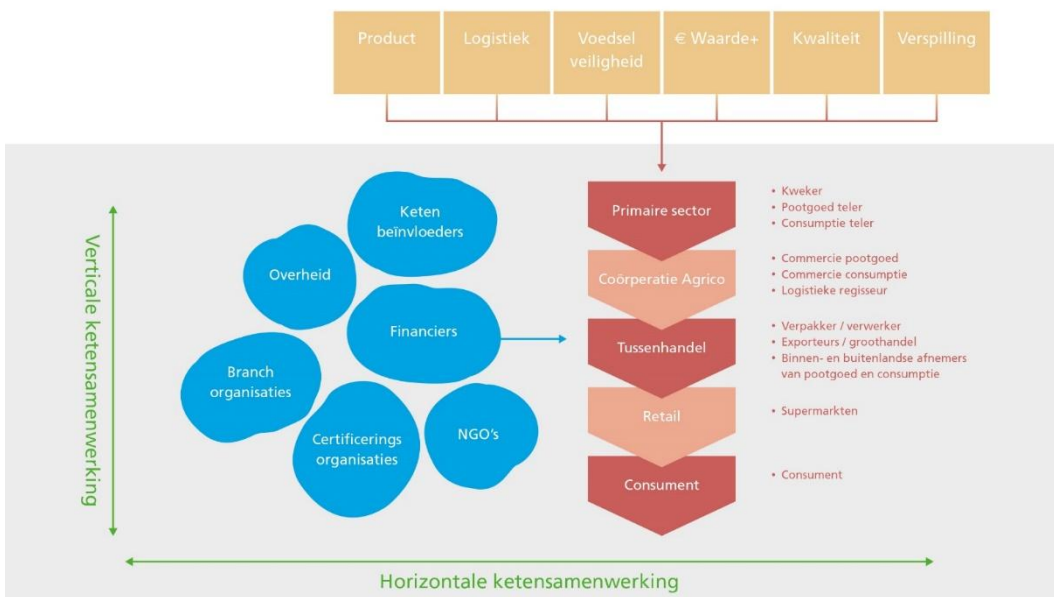 Product
Logistiek
Voedsel
veiligheid
€ Waarde+
Kwaliteit
Verspilling
Verticale ketensamenwerking
Keten
beïnvloeders
Overheid
Financiers
Branch
organisaties
Certificerings
organisaties
NGO's
Primaire sector
• Kweker
• Pootgoed teler
• Consumptie teler
Coörperatie Agrico
• Commercie pootgoed
• Commercie consumptie
• Logistieke regisseur
Tussenhandel
• Verpakker / verwerker
• Exporteurs / groothandel
• Binnen- en buitenlandse afnemers
van pootgoed en consumptie
Retail
• Supermarkten
Consument
• Consument
Horizontale ketensamenwerking